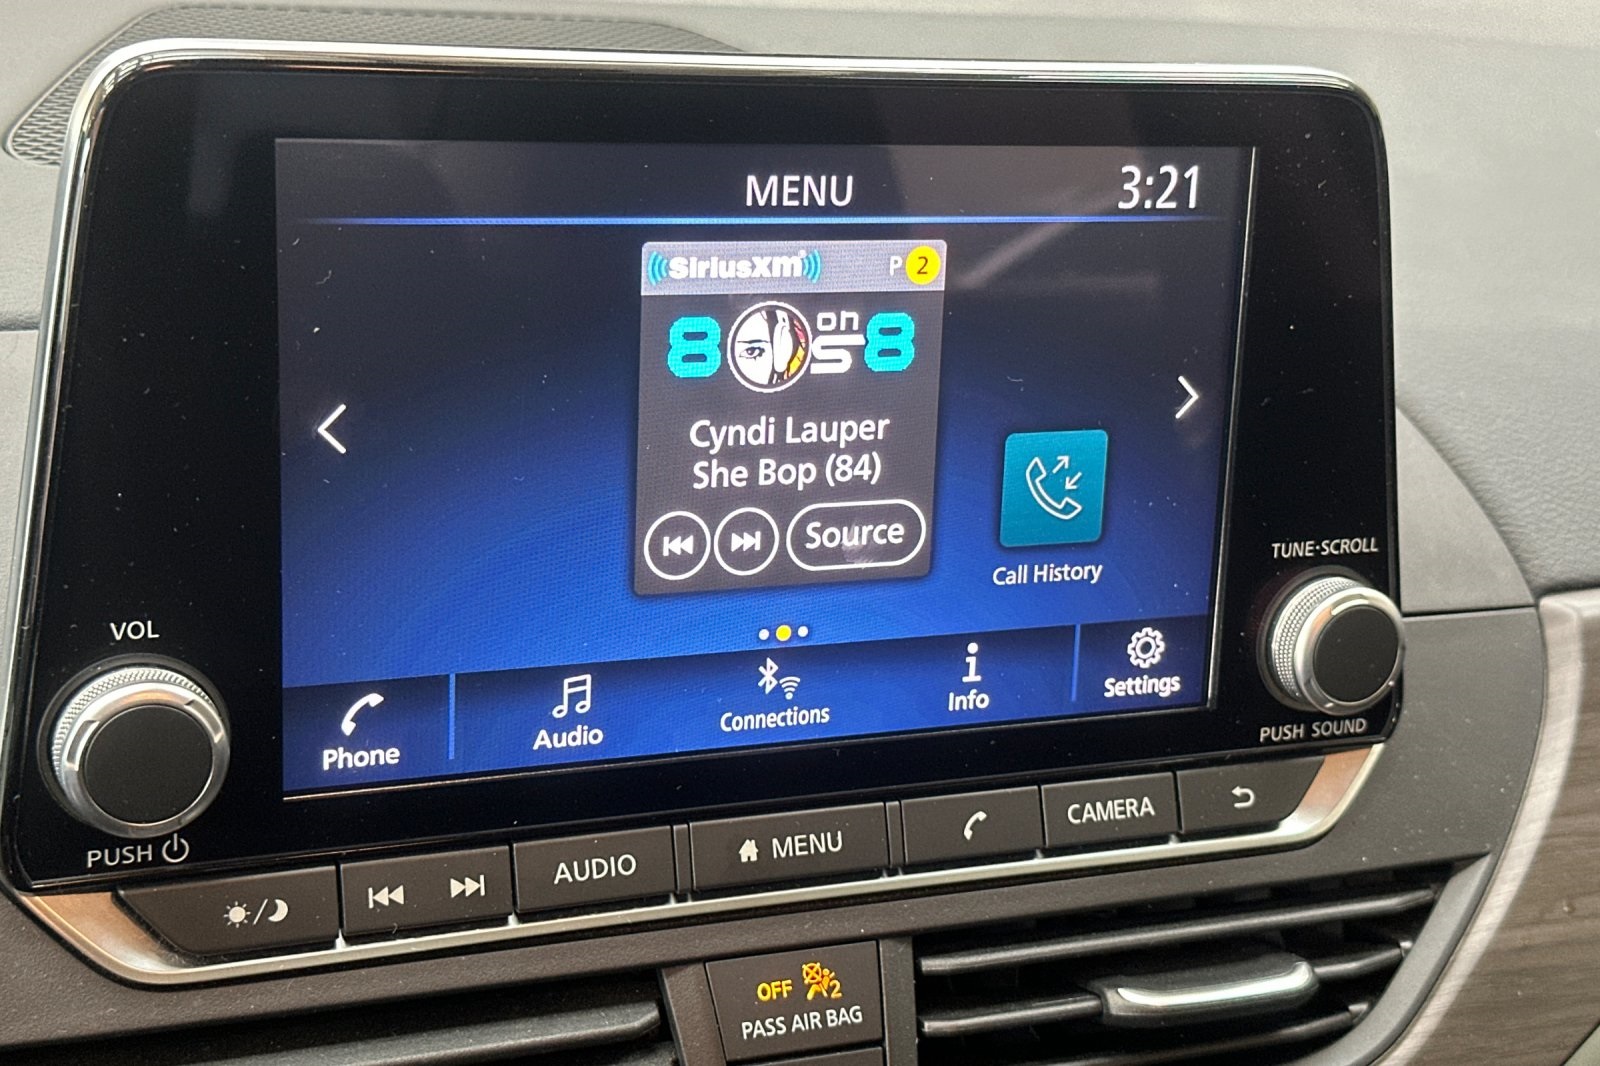 MENU
3:21
SiriusXM
P 2
80s on 8
Cyndi Lauper
She Bop (84)
Source
Call History
TUNE·SCROLL
VOL
Phone
Audio
Connections
Info
Settings
PUSH SOUND
PUSH
AUDIO
MENU
CAMERA
OFF 2
PASS AIR BAG